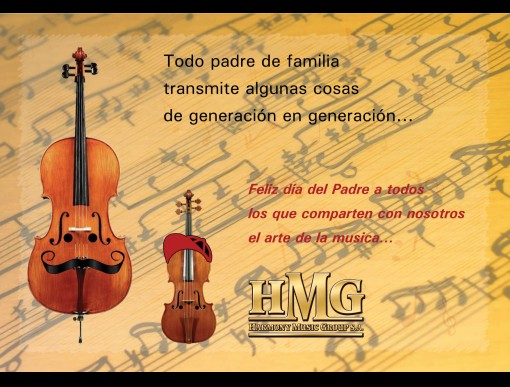 Todo padre de familia
transmite algunas cosas
de generación en generación...
Feliz día del Padre a todos
los que comparten con nosotros
el arte de la musica...
HMG
HARMONY MUSIC GROUP S.A.